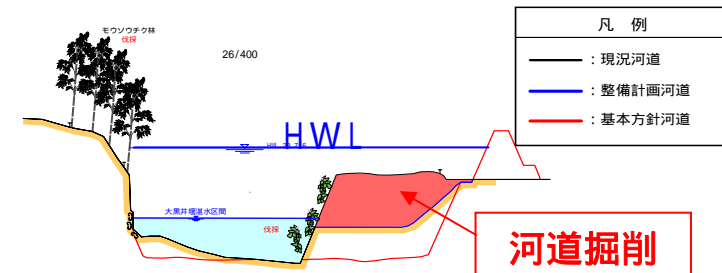 モウソウチク林
伐採
26/400
凡 例
：現況河道
：整備計画河道
：基本方針河道
HWL
大黒井堰湛水区間
伐採
河道掘削